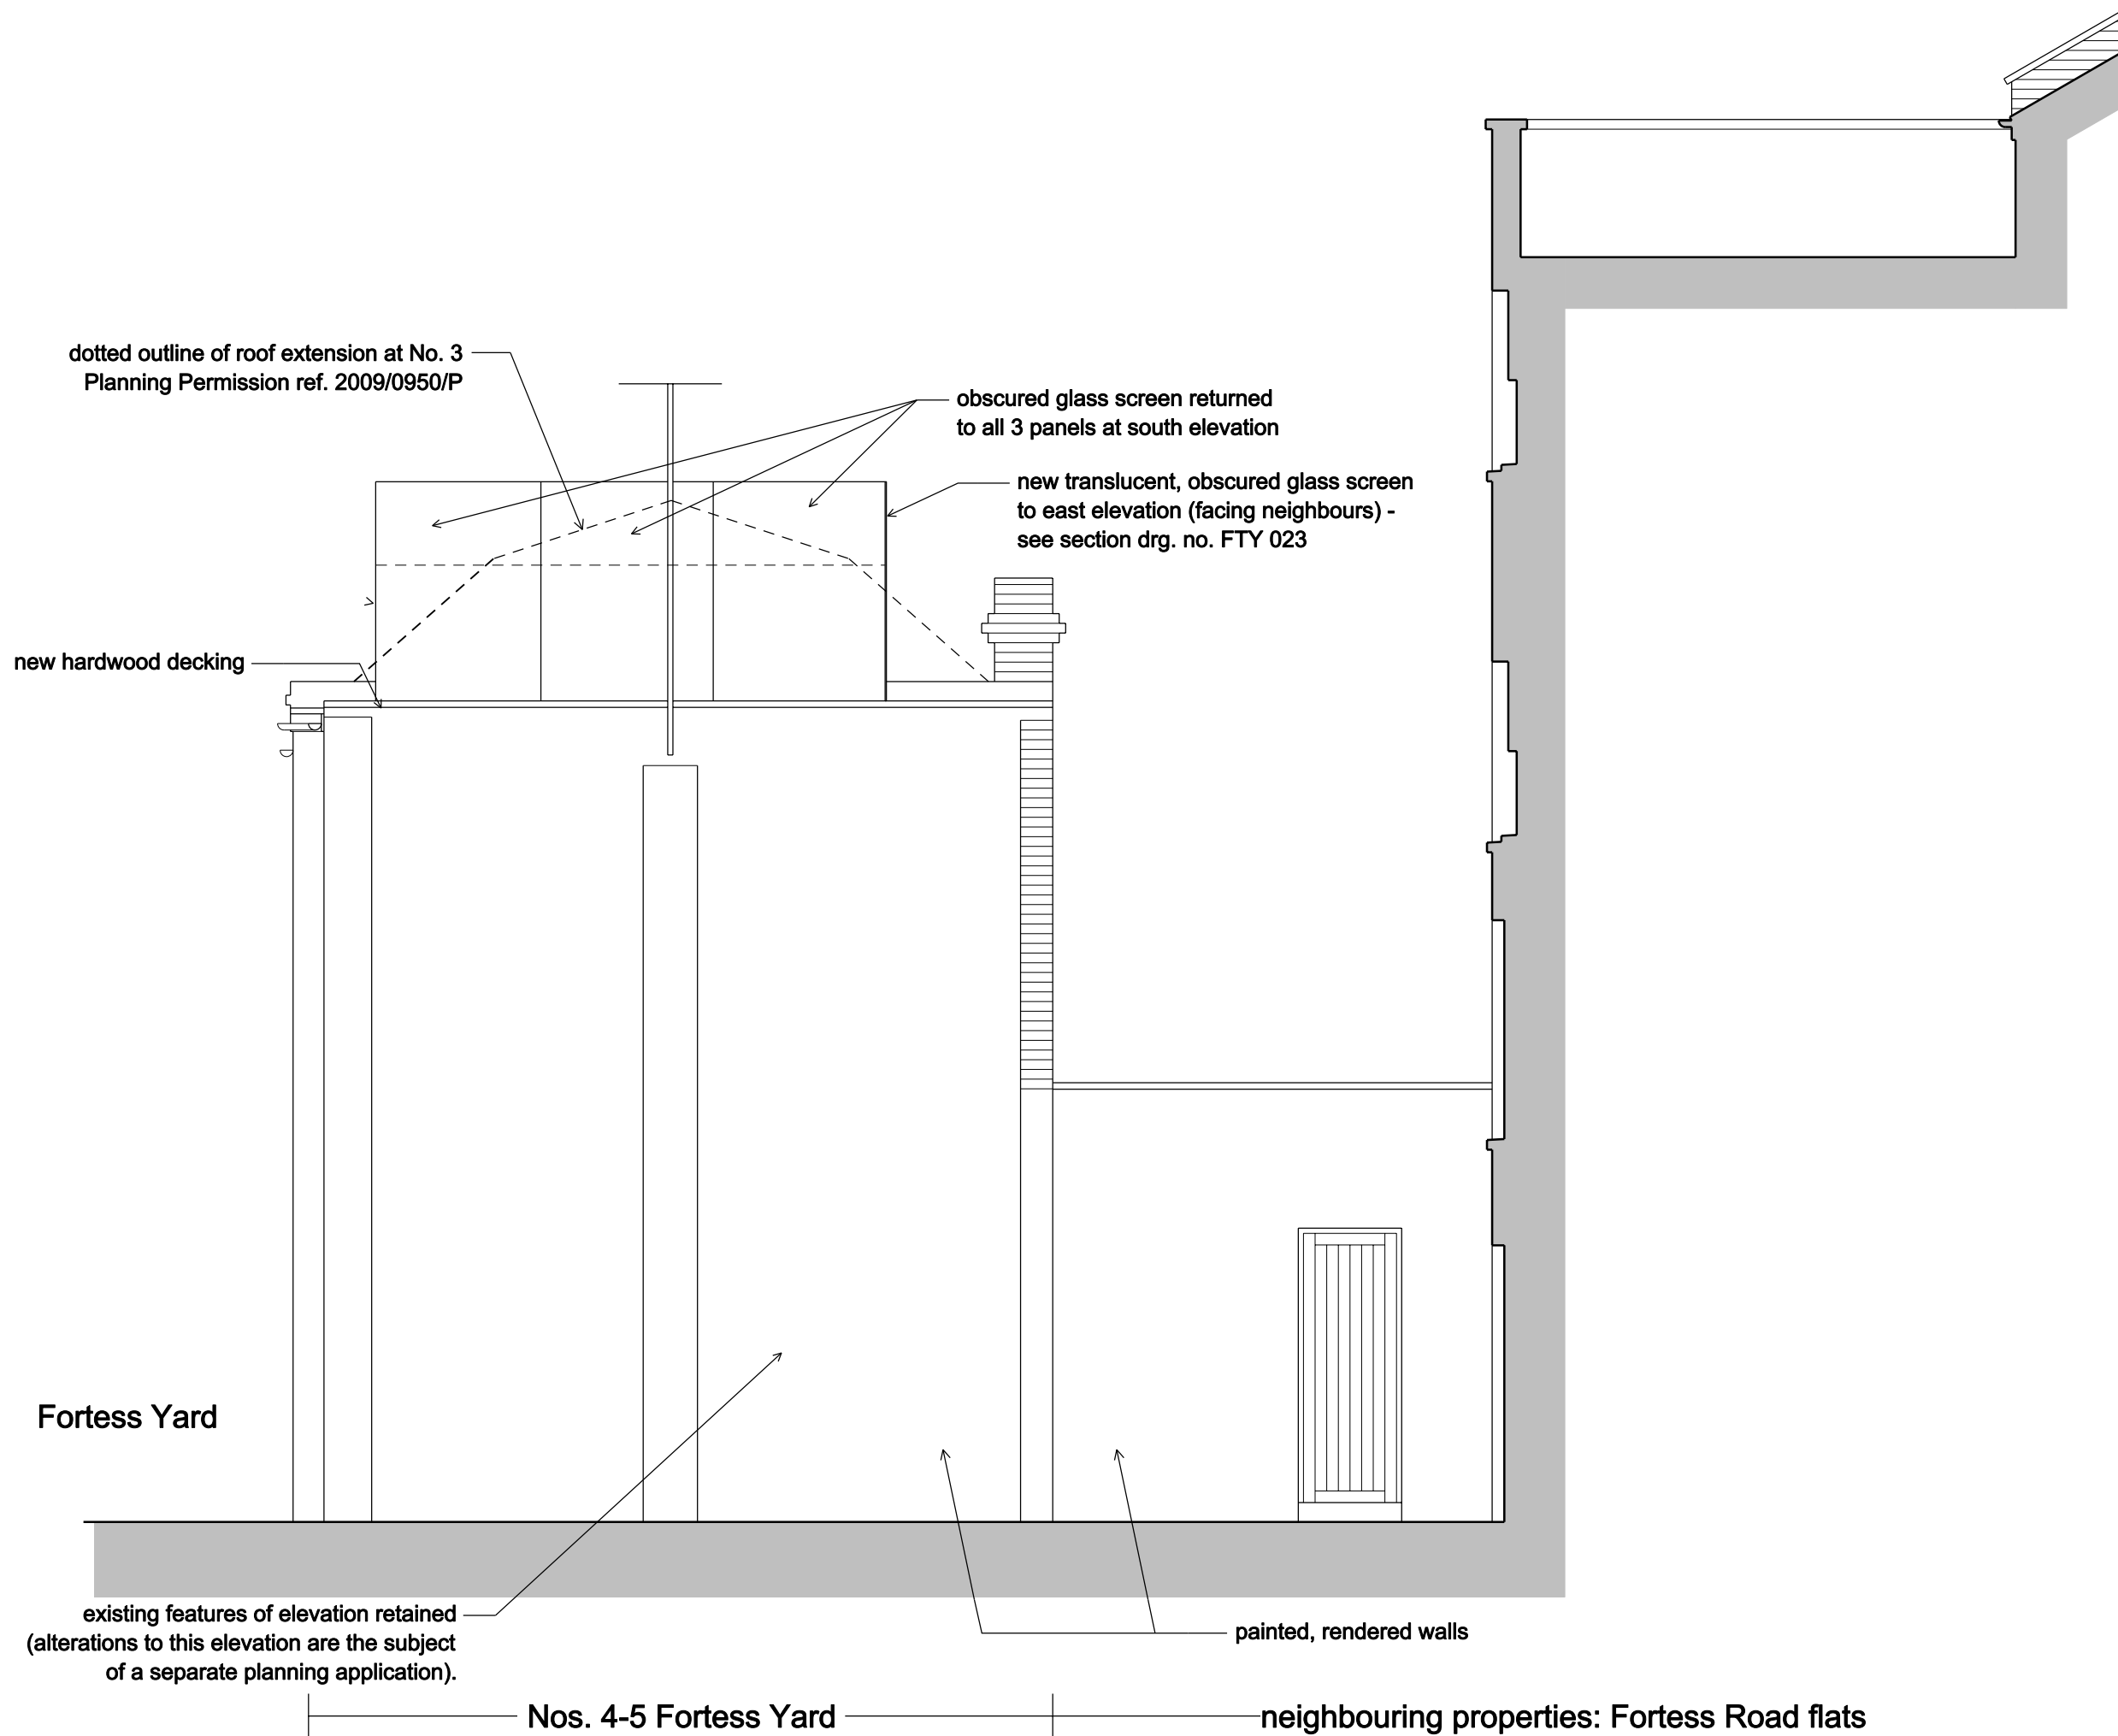 dotted outline of roof extension at No. 3
Planning Permission ref. 2009/0950/P
obscured glass screen returned
to all 3 panels at south elevation
new translucent, obscured glass screen
to east elevation (facing neighbours) -
see section drg. no. FTY 023
new hardwood decking
Fortess Yard
existing features of elevation retained
(alterations to this elevation are the subject
of a separate planning application).
painted, rendered walls
Nos. 4-5 Fortess Yard
neighbouring properties: Fortess Road flats